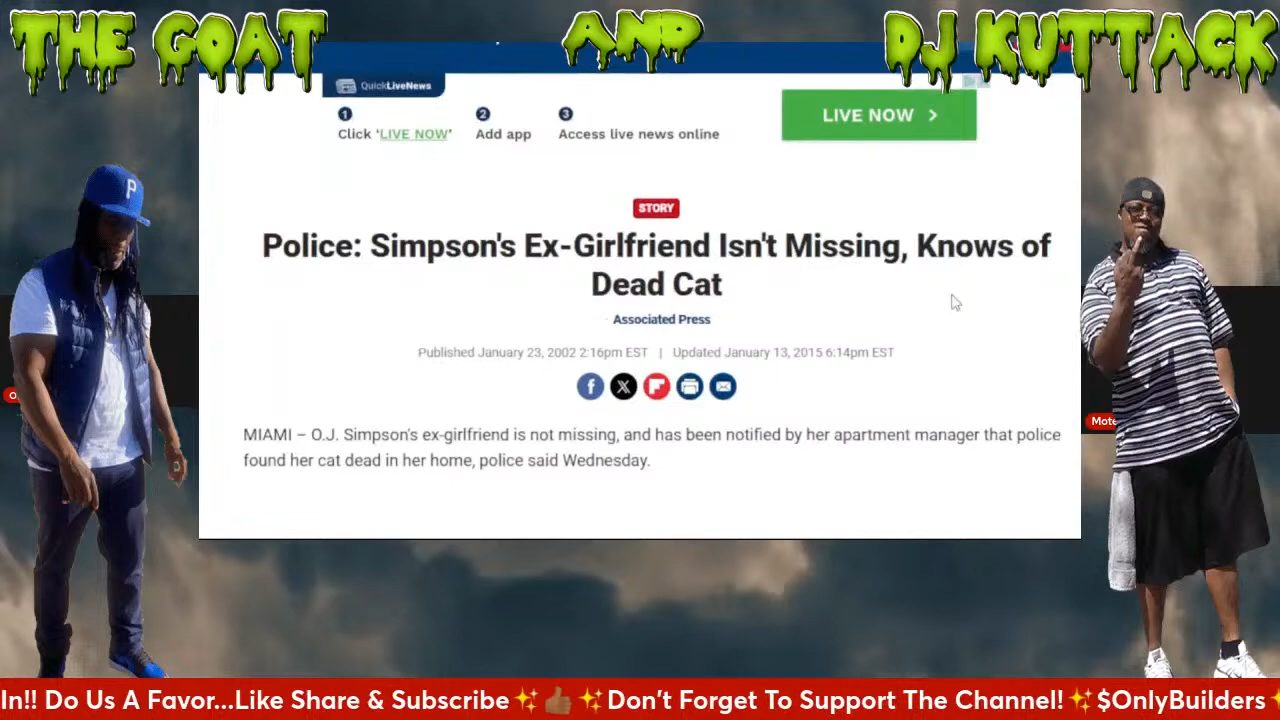 THE GOAT AND DJ KUTTACK
QuickLiveNews
1 2 3
Click 'LIVE NOW' Add app Access live news online
LIVE NOW >
STORY
Police: Simpson's Ex-Girlfriend Isn't Missing, Knows of
Dead Cat
Associated Press
Published January 23, 2002 2:16pm EST | Updated January 13, 2015 6:14pm EST
MIAMI – O.J. Simpson's ex-girlfriend is not missing, and has been notified by her apartment manager that police
found her cat dead in her home, police said Wednesday.
P
Mote
In!! Do Us A Favor...Like Share & Subscribe✨👍🏾✨Don't Forget To Support The Channel!✨$OnlyBuilders✨